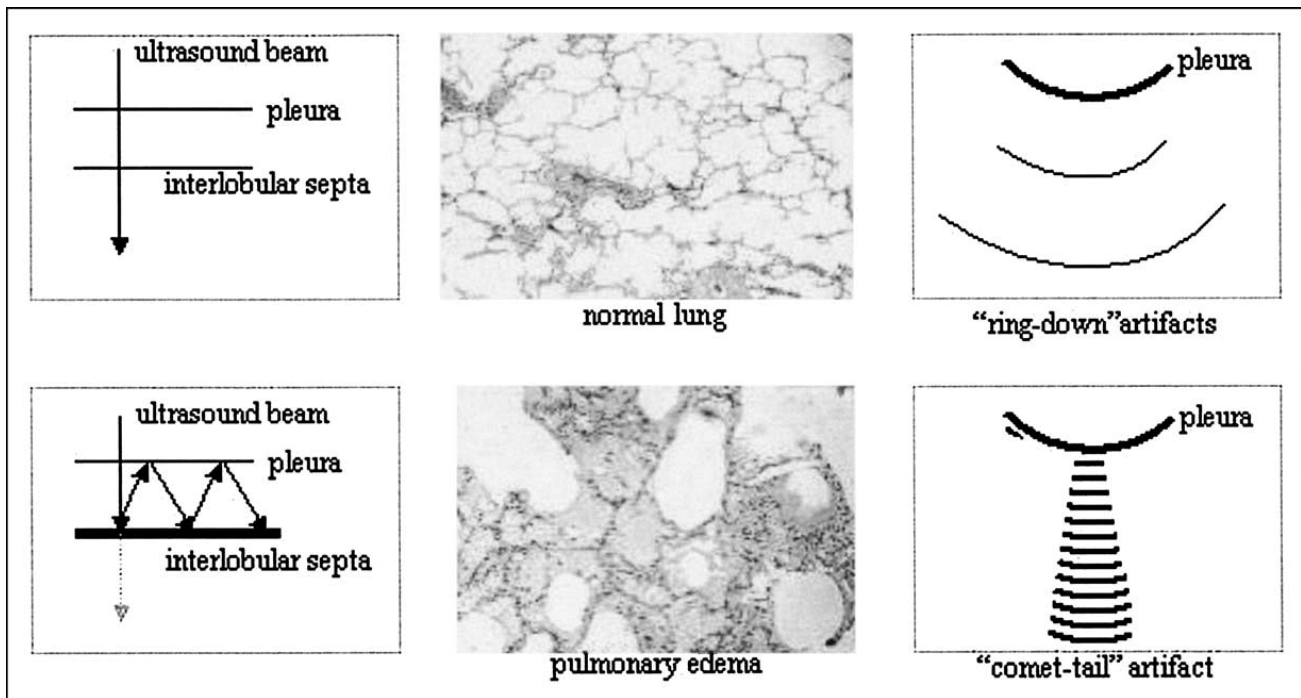 ultrasound beam
pleura
interlobular septa
normal lung
pleura
“ring-down”artifacts
ultrasound beam
pleura
interlobular septa
pulmonary edema
pleura
“comet-tail” artifact